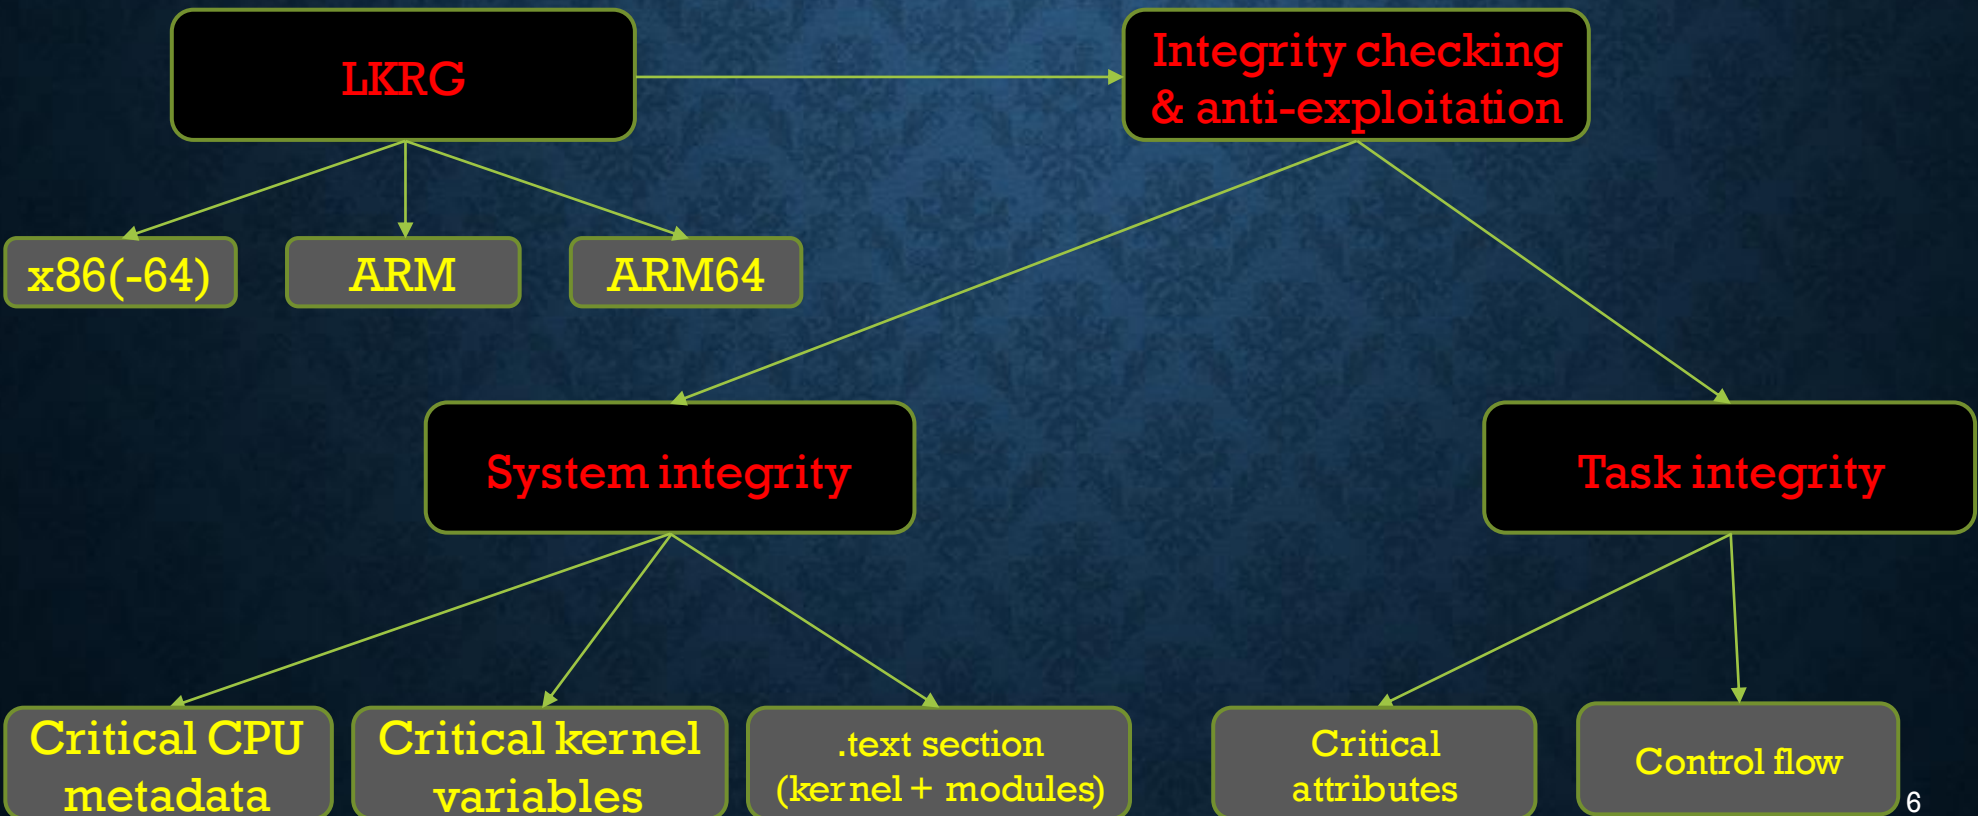 LKRG
Integrity checking
& anti-exploitation
x86(-64)
ARM
ARM64
System integrity
Task integrity
Critical CPU
metadata
Critical kernel
variables
.text section
(kernel + modules)
Critical
attributes
Control flow
6